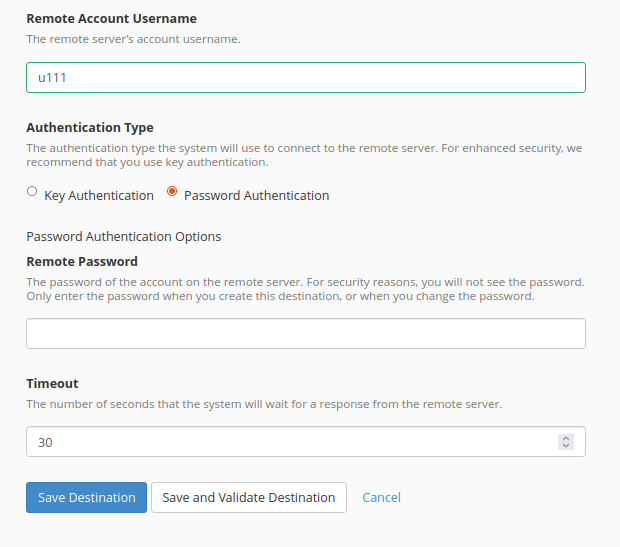 Remote Account Username
The remote server's account username.
u111
Authentication Type
The authentication type the system will use to connect to the remote server. For enhanced security, we
recommend that you use key authentication.
Key Authentication Password Authentication
Password Authentication Options
Remote Password
The password of the account on the remote server. For security reasons, you will not see the password.
Only enter the password when you create this destination, or when you change the password.
Timeout
The number of seconds that the system will wait for a response from the remote server.
30
Save Destination Save and Validate Destination Cancel